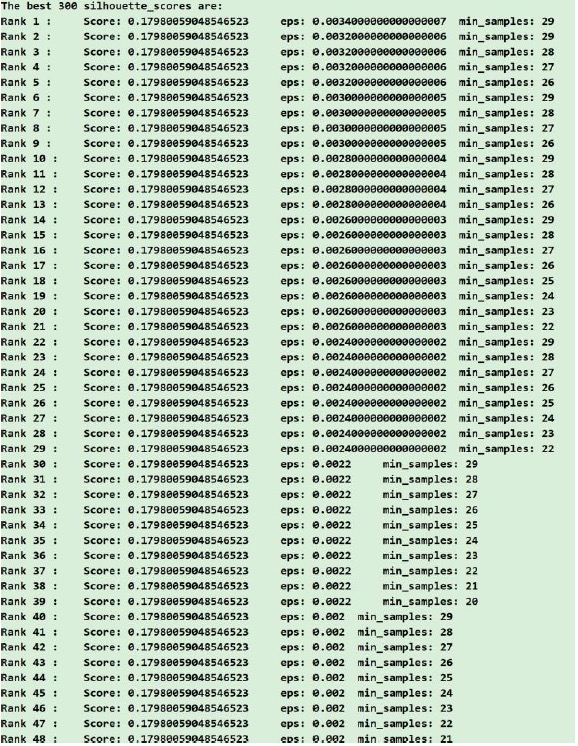 The best 300 silhouette_scores are:
Rank 1 : Score: 0.17980059048546523 eps: 0.0034000000000000007 min_samples: 29
Rank 2 : Score: 0.17980059048546523 eps: 0.0032000000000000006 min_samples: 29
Rank 3 : Score: 0.17980059048546523 eps: 0.0032000000000000006 min_samples: 28
Rank 4 : Score: 0.17980059048546523 eps: 0.0032000000000000006 min_samples: 27
Rank 5 : Score: 0.17980059048546523 eps: 0.0032000000000000006 min_samples: 26
Rank 6 : Score: 0.17980059048546523 eps: 0.0030000000000000005 min_samples: 29
Rank 7 : Score: 0.17980059048546523 eps: 0.0030000000000000005 min_samples: 28
Rank 8 : Score: 0.17980059048546523 eps: 0.0030000000000000005 min_samples: 27
Rank 9 : Score: 0.17980059048546523 eps: 0.0030000000000000005 min_samples: 26
Rank 10 : Score: 0.17980059048546523 eps: 0.0028000000000000004 min_samples: 29
Rank 11 : Score: 0.17980059048546523 eps: 0.0028000000000000004 min_samples: 28
Rank 12 : Score: 0.17980059048546523 eps: 0.0028000000000000004 min_samples: 27
Rank 13 : Score: 0.17980059048546523 eps: 0.0028000000000000004 min_samples: 26
Rank 14 : Score: 0.17980059048546523 eps: 0.0026000000000000003 min_samples: 29
Rank 15 : Score: 0.17980059048546523 eps: 0.0026000000000000003 min_samples: 28
Rank 16 : Score: 0.17980059048546523 eps: 0.0026000000000000003 min_samples: 27
Rank 17 : Score: 0.17980059048546523 eps: 0.0026000000000000003 min_samples: 26
Rank 18 : Score: 0.17980059048546523 eps: 0.0026000000000000003 min_samples: 25
Rank 19 : Score: 0.17980059048546523 eps: 0.0026000000000000003 min_samples: 24
Rank 20 : Score: 0.17980059048546523 eps: 0.0026000000000000003 min_samples: 23
Rank 21 : Score: 0.17980059048546523 eps: 0.0026000000000000003 min_samples: 22
Rank 22 : Score: 0.17980059048546523 eps: 0.0024000000000000002 min_samples: 29
Rank 23 : Score: 0.17980059048546523 eps: 0.0024000000000000002 min_samples: 28
Rank 24 : Score: 0.17980059048546523 eps: 0.0024000000000000002 min_samples: 27
Rank 25 : Score: 0.17980059048546523 eps: 0.0024000000000000002 min_samples: 26
Rank 26 : Score: 0.17980059048546523 eps: 0.0024000000000000002 min_samples: 25
Rank 27 : Score: 0.17980059048546523 eps: 0.0024000000000000002 min_samples: 24
Rank 28 : Score: 0.17980059048546523 eps: 0.0024000000000000002 min_samples: 23
Rank 29 : Score: 0.17980059048546523 eps: 0.0024000000000000002 min_samples: 22
Rank 30 : Score: 0.17980059048546523 eps: 0.0022 min_samples: 29
Rank 31 : Score: 0.17980059048546523 eps: 0.0022 min_samples: 28
Rank 32 : Score: 0.17980059048546523 eps: 0.0022 min_samples: 27
Rank 33 : Score: 0.17980059048546523 eps: 0.0022 min_samples: 26
Rank 34 : Score: 0.17980059048546523 eps: 0.0022 min_samples: 25
Rank 35 : Score: 0.17980059048546523 eps: 0.0022 min_samples: 24
Rank 36 : Score: 0.17980059048546523 eps: 0.0022 min_samples: 23
Rank 37 : Score: 0.17980059048546523 eps: 0.0022 min_samples: 22
Rank 38 : Score: 0.17980059048546523 eps: 0.0022 min_samples: 21
Rank 39 : Score: 0.17980059048546523 eps: 0.0022 min_samples: 20
Rank 40 : Score: 0.17980059048546523 eps: 0.002 min_samples: 29
Rank 41 : Score: 0.17980059048546523 eps: 0.002 min_samples: 28
Rank 42 : Score: 0.17980059048546523 eps: 0.002 min_samples: 27
Rank 43 : Score: 0.17980059048546523 eps: 0.002 min_samples: 26
Rank 44 : Score: 0.17980059048546523 eps: 0.002 min_samples: 25
Rank 45 : Score: 0.17980059048546523 eps: 0.002 min_samples: 24
Rank 46 : Score: 0.17980059048546523 eps: 0.002 min_samples: 23
Rank 47 : Score: 0.17980059048546523 eps: 0.002 min_samples: 22
Rank 48 : Score: 0.17980059048546523 eps: 0.002 min_samples: 21